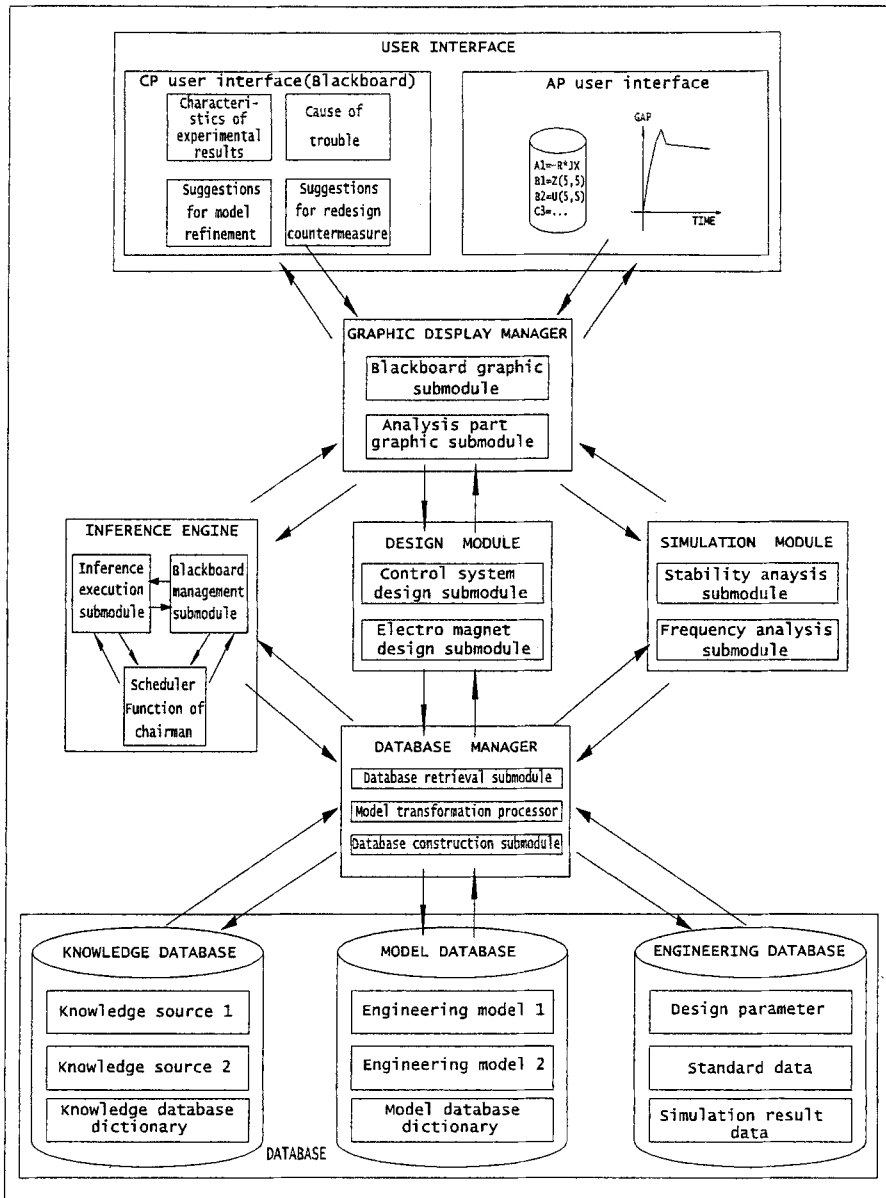 USER INTERFACE
CP user interface(Blackboard)
Characteri-
stics of
experimental
results
Cause of
trouble
Suggestions
for model
refinement
Suggestions
for redesign
countermeasure
AP user interface
A1=-R*JX
B1=Z(5,5)
B2=U(5,S)
C3=...
GAP
TIME
GRAPHIC DISPLAY MANAGER
Blackboard graphic
submodule
Analysis part
graphic submodule
INFERENCE ENGINE
Inference
execution
submodule
Blackboard
management
submodule
Scheduler
Function of
chairman
DESIGN MODULE
Control system
design submodule
Electro magnet
design submodule
SIMULATION MODULE
Stability anaysis
submodule
Frequency analysis
submodule
DATABASE MANAGER
Database retrieval submodule
Model transformation processor
Database construction submodule
KNOWLEDGE DATABASE
Knowledge source 1
Knowledge source 2
Knowledge database
dictionary
MODEL DATABASE
Engineering model 1
Engineering model 2
Model database
dictionary
ENGINEERING DATABASE
Design parameter
Standard data
Simulation result
data
DATABASE